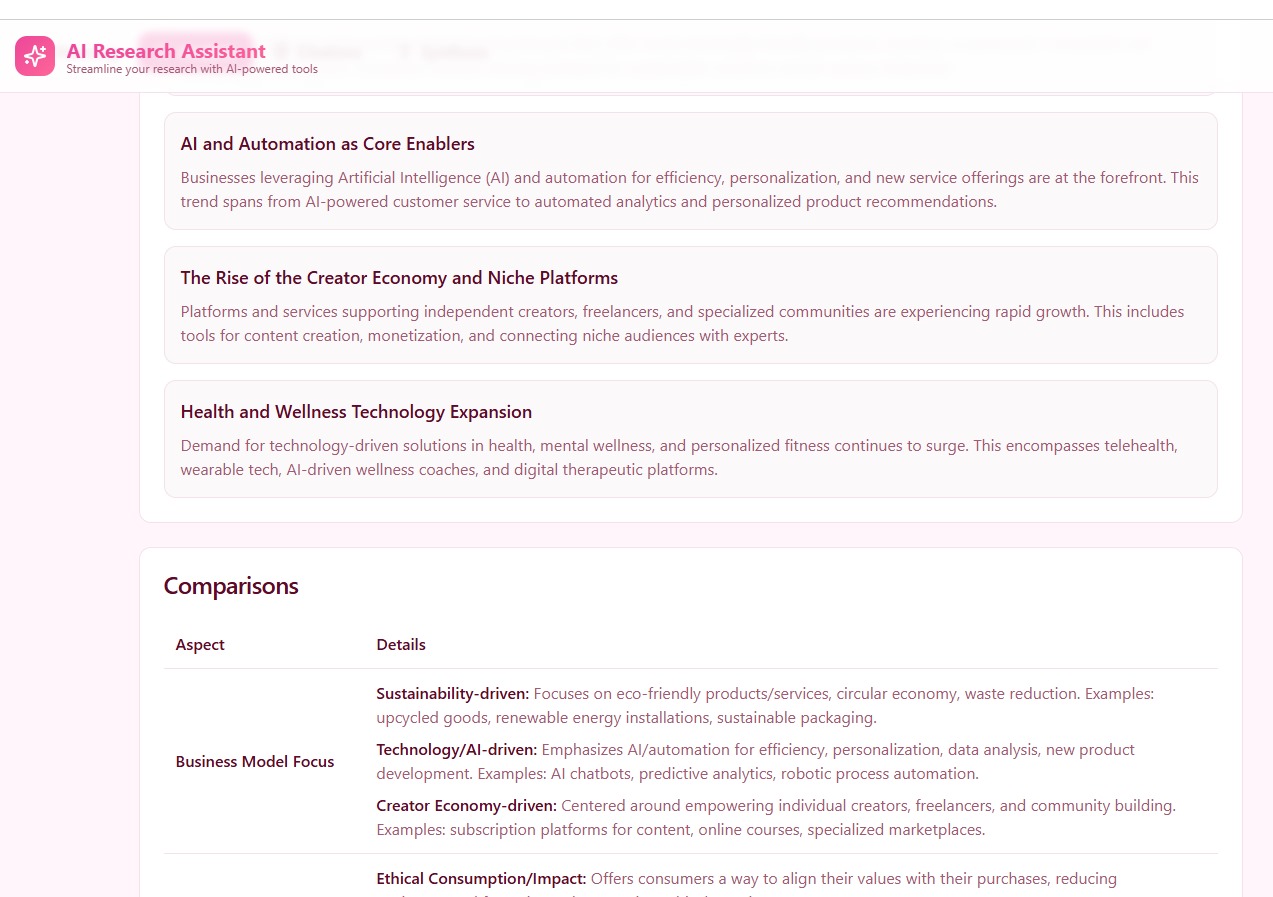 AI Research Assistant
Streamline your research with AI-powered tools
AI and Automation as Core Enablers
Businesses leveraging Artificial Intelligence (AI) and automation for efficiency, personalization, and new service offerings are at the forefront. This
trend spans from AI-powered customer service to automated analytics and personalized product recommendations.
The Rise of the Creator Economy and Niche Platforms
Platforms and services supporting independent creators, freelancers, and specialized communities are experiencing rapid growth. This includes
tools for content creation, monetization, and connecting niche audiences with experts.
Health and Wellness Technology Expansion
Demand for technology-driven solutions in health, mental wellness, and personalized fitness continues to surge. This encompasses telehealth,
wearable tech, AI-driven wellness coaches, and digital therapeutic platforms.
Comparisons
Aspect
Details
Business Model Focus
Sustainability-driven: Focuses on eco-friendly products/services, circular economy, waste reduction. Examples:
upcycled goods, renewable energy installations, sustainable packaging.
Technology/AI-driven: Emphasizes AI/automation for efficiency, personalization, data analysis, new product
development. Examples: AI chatbots, predictive analytics, robotic process automation.
Creator Economy-driven: Centered around empowering individual creators, freelancers, and community building.
Examples: subscription platforms for content, online courses, specialized marketplaces.
Ethical Consumption/Impact: Offers consumers a way to align their values with their purchases, reducing